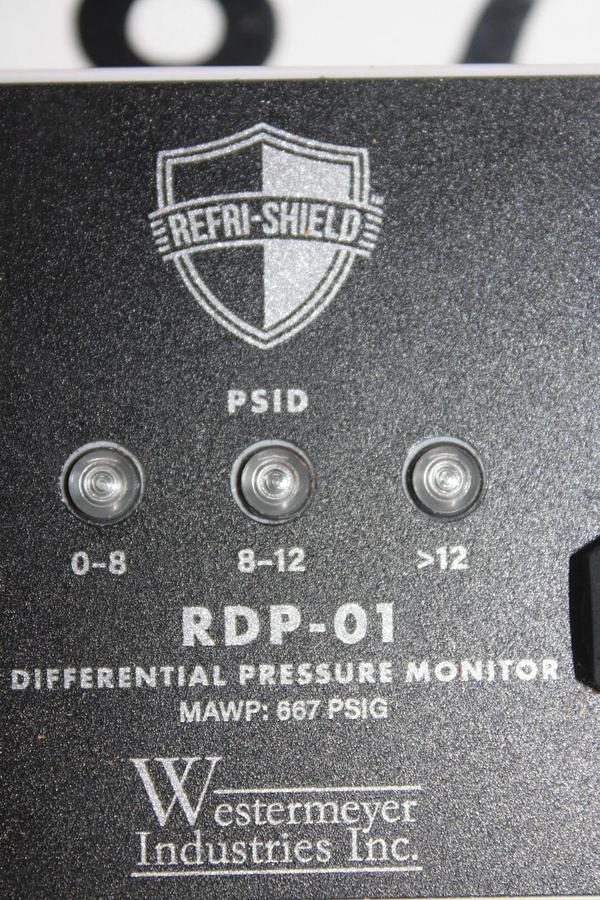 REFRI-SHIELD
PSID
0-8 8-12 >12
RDP-01
DIFFERENTIAL PRESSURE MONITOR
MAWP: 667 PSIG
Westermeyer
Industries Inc.